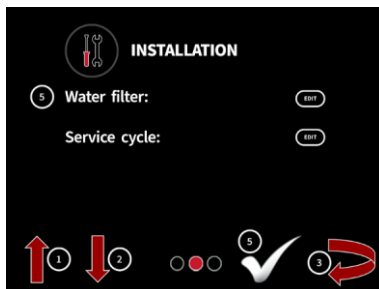 INSTALLATION
5 Water filter: EDIT
Service cycle: EDIT
5
1 2 3